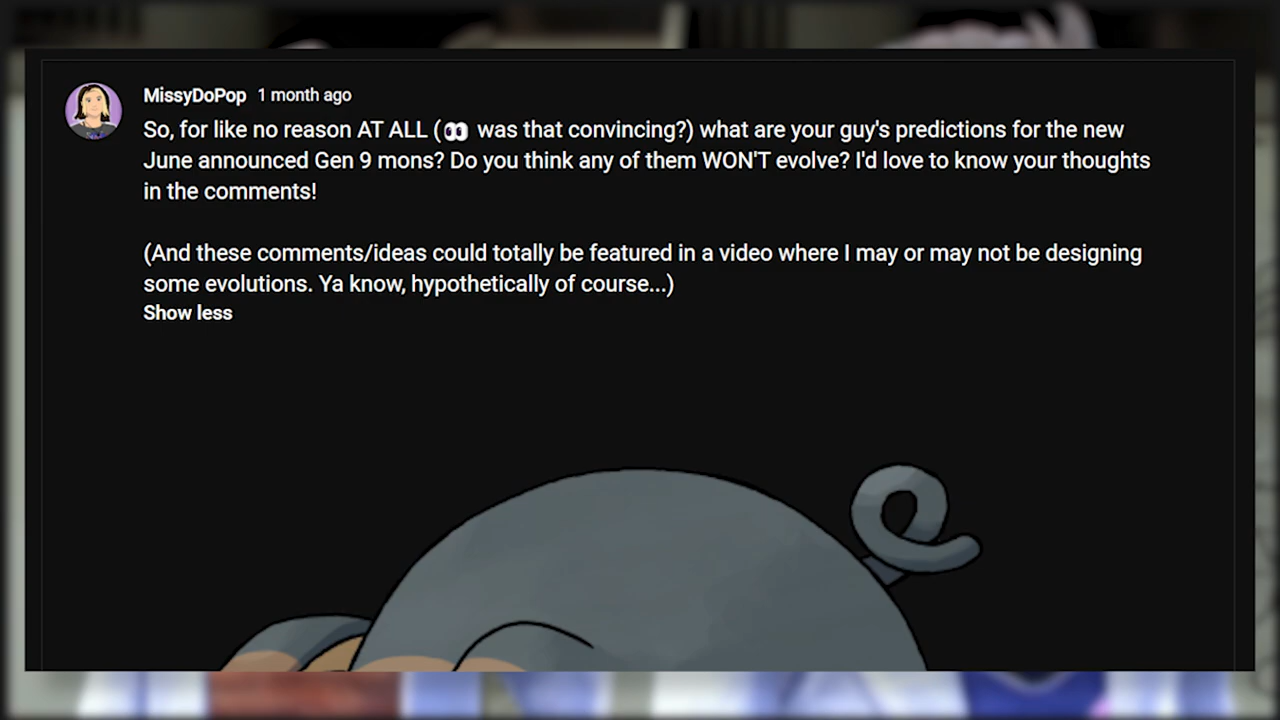 MissyDoPop 1 month ago
So, for like no reason AT ALL (👀 was that convincing?) what are your guy's predictions for the new
June announced Gen 9 mons? Do you think any of them WON'T evolve? I'd love to know your thoughts
in the comments!
(And these comments/ideas could totally be featured in a video where I may or may not be designing
some evolutions. Ya know, hypothetically of course...)
Show less